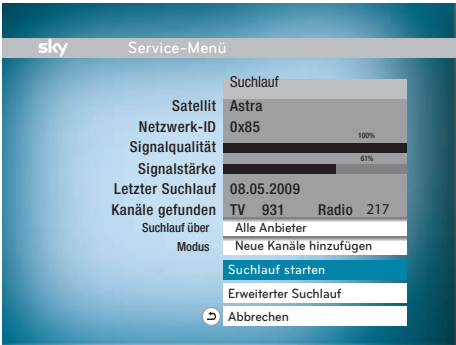 sky Service-Menü
Suchlauf
Satellit Astra
Netzwerk-ID 0x85
100%
Signalqualität
61%
Signalstärke
Letzter Suchlauf 08.05.2009
Kanäle gefunden TV 931 Radio 217
Suchlauf über Alle Anbieter
Modus Neue Kanäle hinzufügen
Suchlauf starten
Erweiterter Suchlauf
Abbrechen